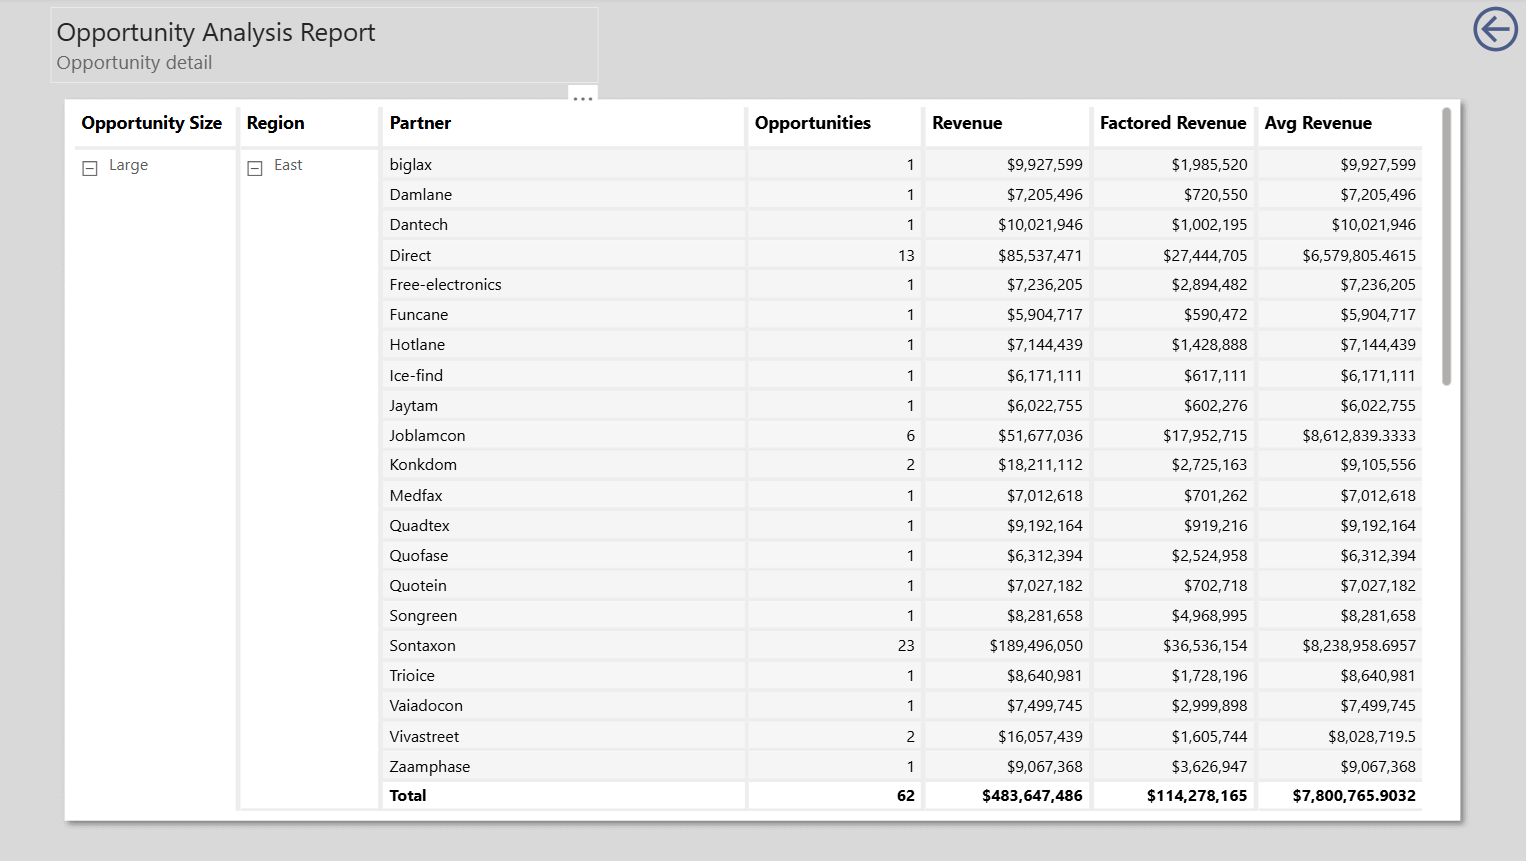 Opportunity Analysis Report
Opportunity detail
Opportunity Size Region Partner Opportunities Revenue Factored Revenue Avg Revenue
Large East biglax 1 $9,927,599 $1,985,520 $9,927,599
Damlane 1 $7,205,496 $720,550 $7,205,496
Dantech 1 $10,021,946 $1,002,195 $10,021,946
Direct 13 $85,537,471 $27,444,705 $6,579,805.4615
Free-electronics 1 $7,236,205 $2,894,482 $7,236,205
Funcane 1 $5,904,717 $590,472 $5,904,717
Hotlane 1 $7,144,439 $1,428,888 $7,144,439
Ice-find 1 $6,171,111 $617,111 $6,171,111
Jaytam 1 $6,022,755 $602,276 $6,022,755
Joblamcon 6 $51,677,036 $17,952,715 $8,612,839.3333
Konkdom 2 $18,211,112 $2,725,163 $9,105,556
Medfax 1 $7,012,618 $701,262 $7,012,618
Quadtex 1 $9,192,164 $919,216 $9,192,164
Quofase 1 $6,312,394 $2,524,958 $6,312,394
Quotein 1 $7,027,182 $702,718 $7,027,182
Songreen 1 $8,281,658 $4,968,995 $8,281,658
Sontaxon 23 $189,496,050 $36,536,154 $8,238,958.6957
Trioice 1 $8,640,981 $1,728,196 $8,640,981
Vaiadocon 1 $7,499,745 $2,999,898 $7,499,745
Vivastreet 2 $16,057,439 $1,605,744 $8,028,719.5
Zaamphase 1 $9,067,368 $3,626,947 $9,067,368
Total 62 $483,647,486 $114,278,165 $7,800,765.9032